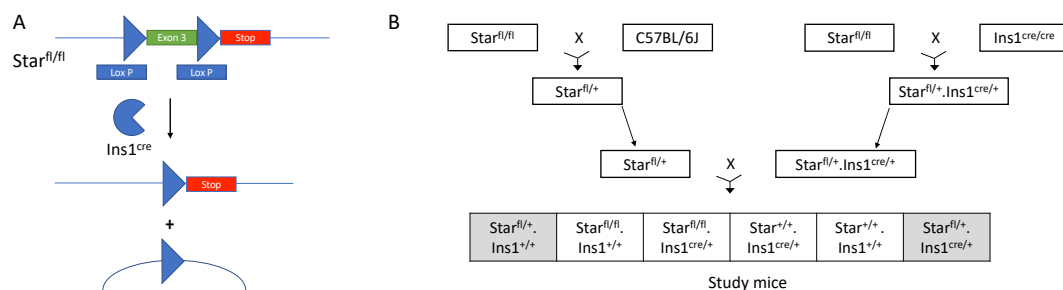 A
Exon 3
Stop
Star^fl/fl
Lox P
Lox P
Ins1^cre
Stop
+
B
Star^fl/fl
X
C57BL/6J
Star^fl/fl
X
Ins1^cre/cre
Star^fl/+
Star^fl/+.Ins1^cre/+
Star^fl/+
X
Star^fl/+.Ins1^cre/+
Star^fl/+.
Ins1^+/+
Star^fl/fl.
Ins1^+/+
Star^fl/fl.
Ins1^cre/+
Star^+/+.
Ins1^cre/+
Star^+/+.
Ins1^+/+
Star^fl/+.
Ins1^cre/+
Study mice